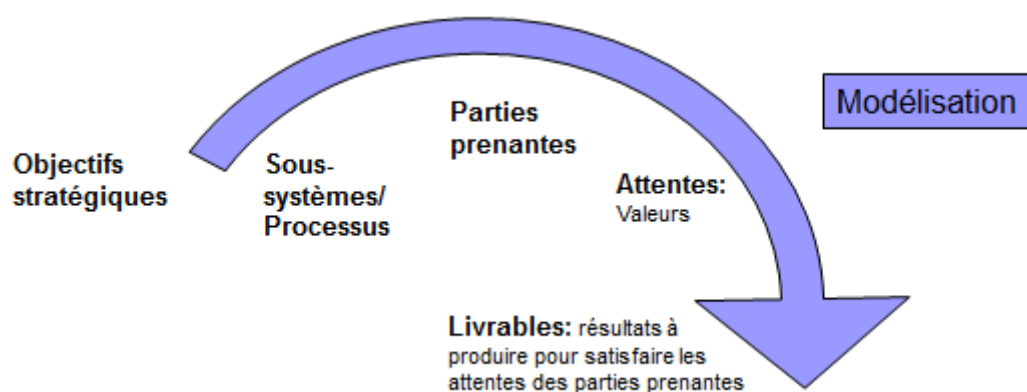 Modélisation
Parties
prenantes
Objectifs
stratégiques
Sous-
systèmes/
Processus
Attentes:
Valeurs
Livrables: résultats à
produire pour satisfaire les
attentes des parties prenantes